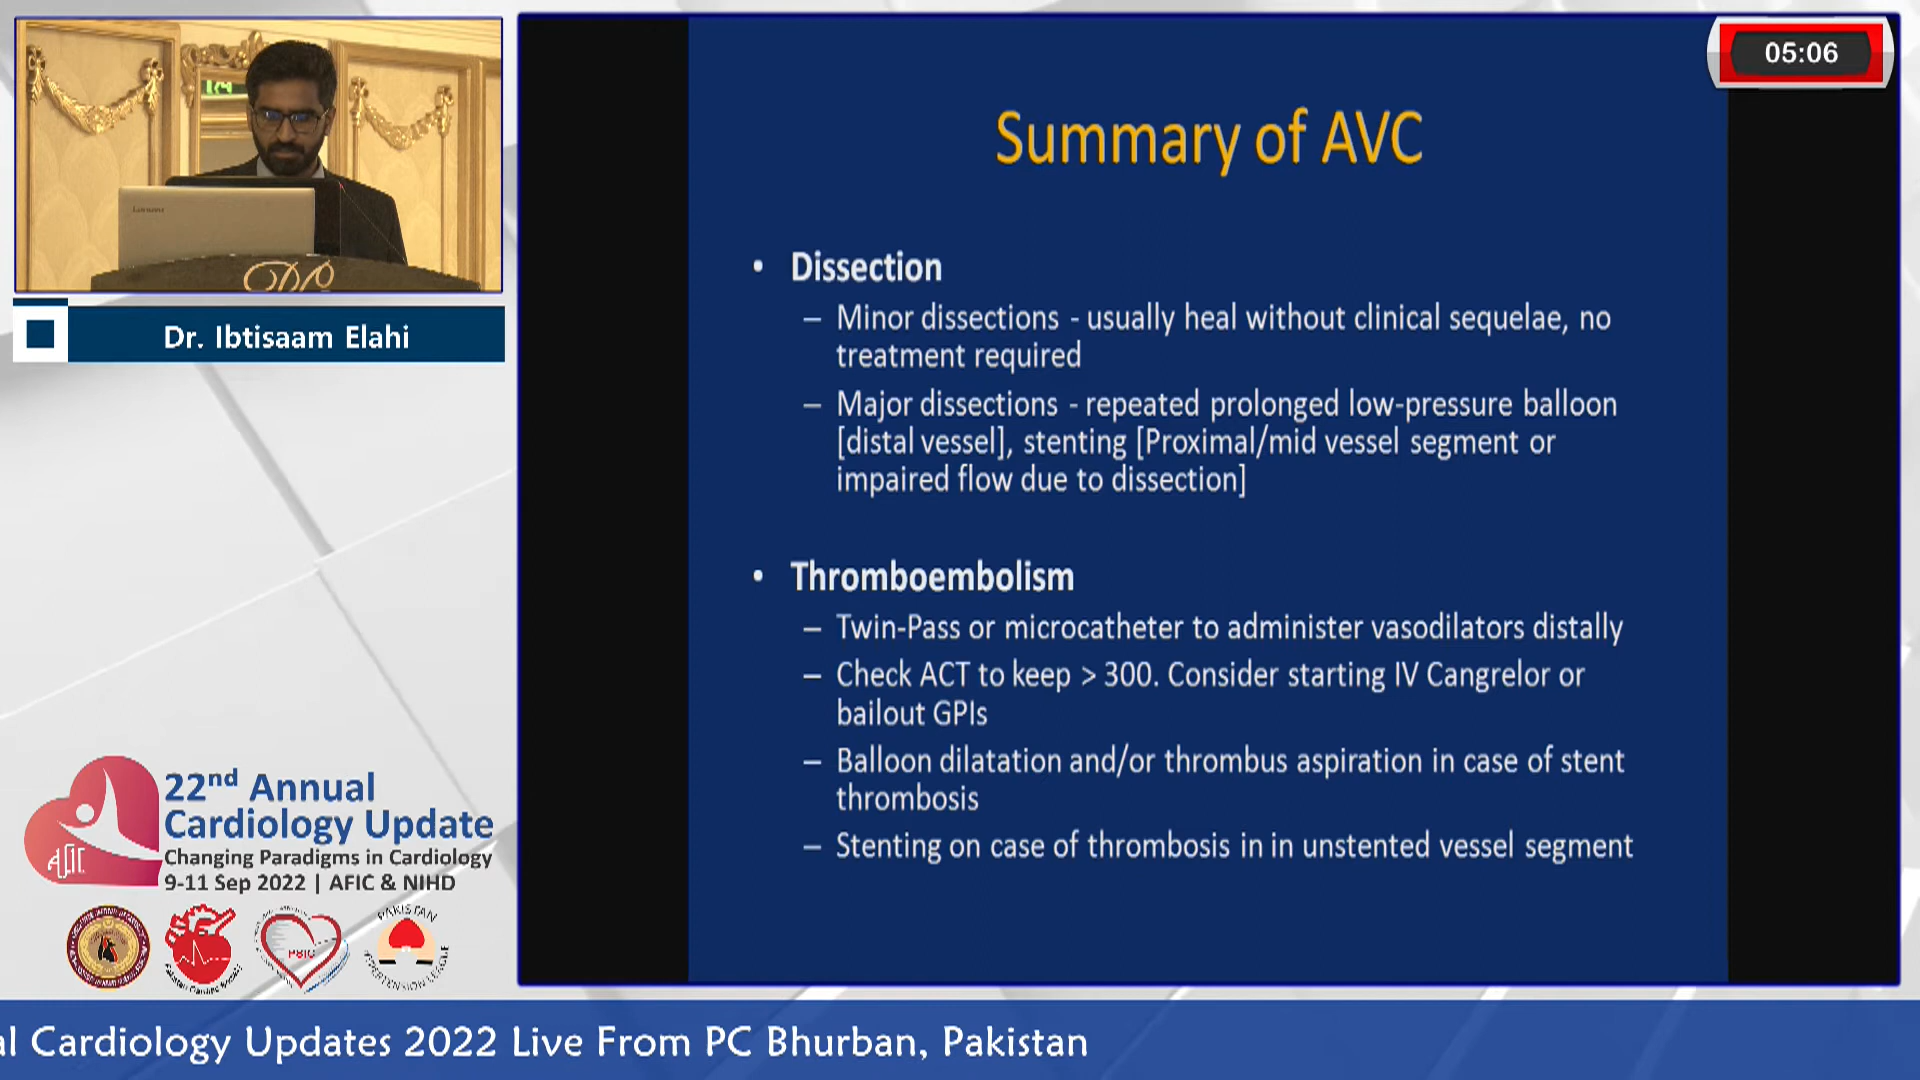 Lenovo
Dr. Ibtisaam Elahi
05:06
Summary of AVC
• Dissection
– Minor dissections - usually heal without clinical sequelae, no
treatment required
– Major dissections - repeated prolonged low-pressure balloon
[distal vessel], stenting [Proximal/mid vessel segment or
impaired flow due to dissection]
• Thromboembolism
– Twin-Pass or microcatheter to administer vasodilators distally
– Check ACT to keep > 300. Consider starting IV Cangrelor or
bailout GPIs
– Balloon dilatation and/or thrombus aspiration in case of stent
thrombosis
– Stenting on case of thrombosis in in unstented vessel segment
22nd Annual
Cardiology Update
Changing Paradigms in Cardiology
9-11 Sep 2022 | AFIC & NIHD
PAKISTAN
HYPERTENSION LEAGUE
al Cardiology Updates 2022 Live From PC Bhurban, Pakistan